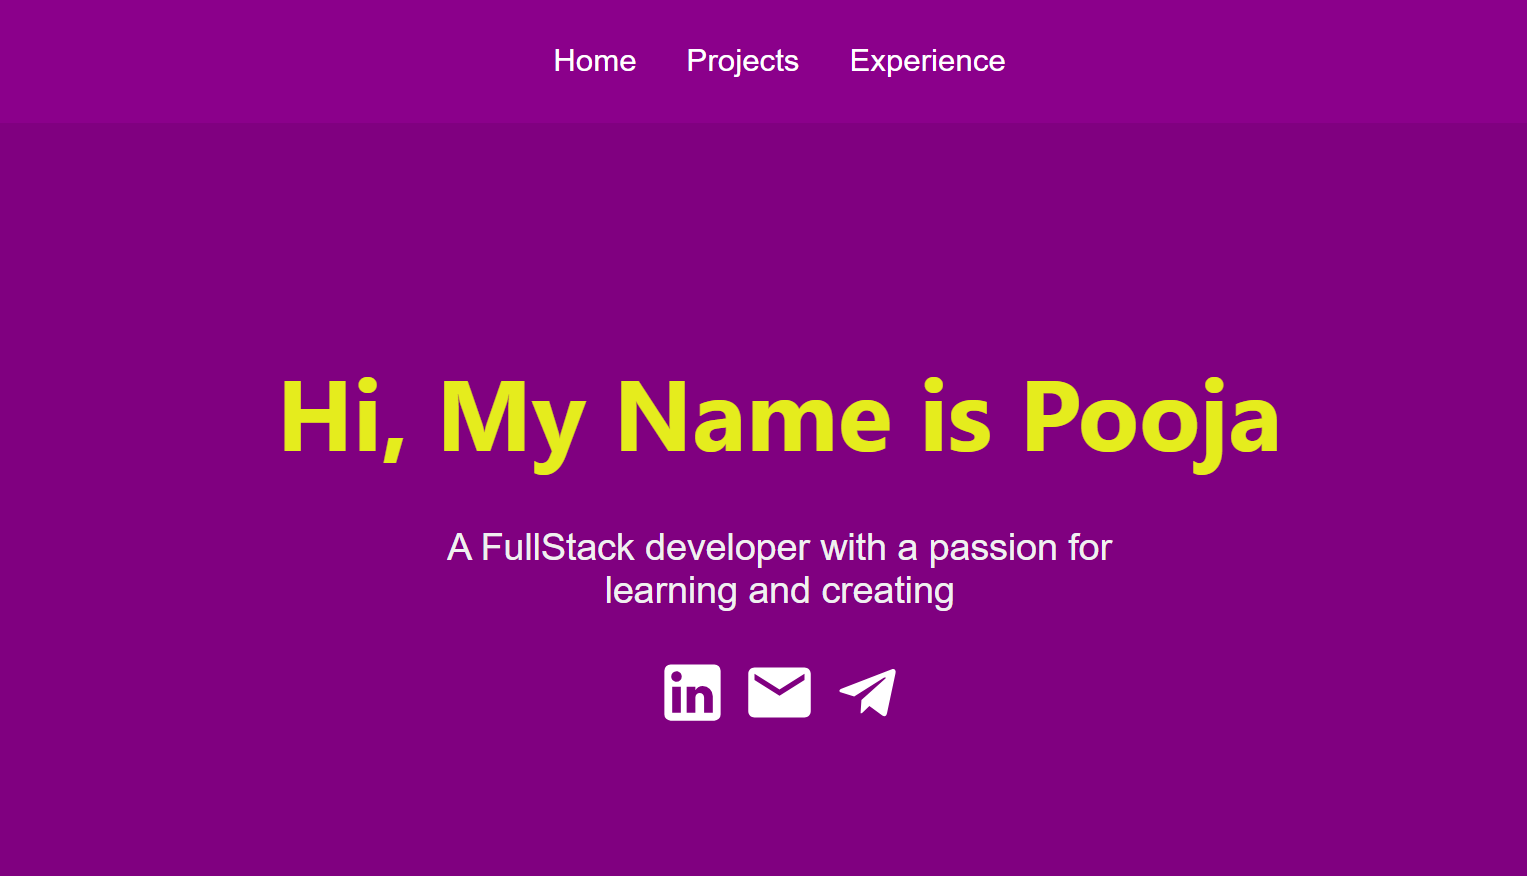 Home Projects Experience
Hi, My Name is Pooja
A FullStack developer with a passion for
learning and creating
in